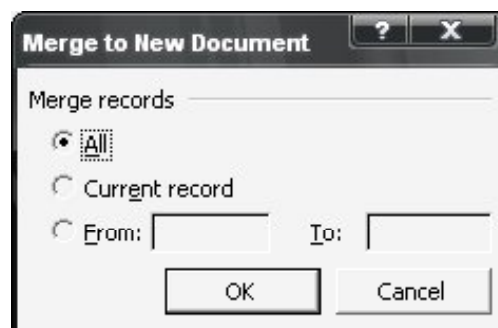 Merge to New Document ? X
Merge records
All
Current record
From: To:
OK Cancel